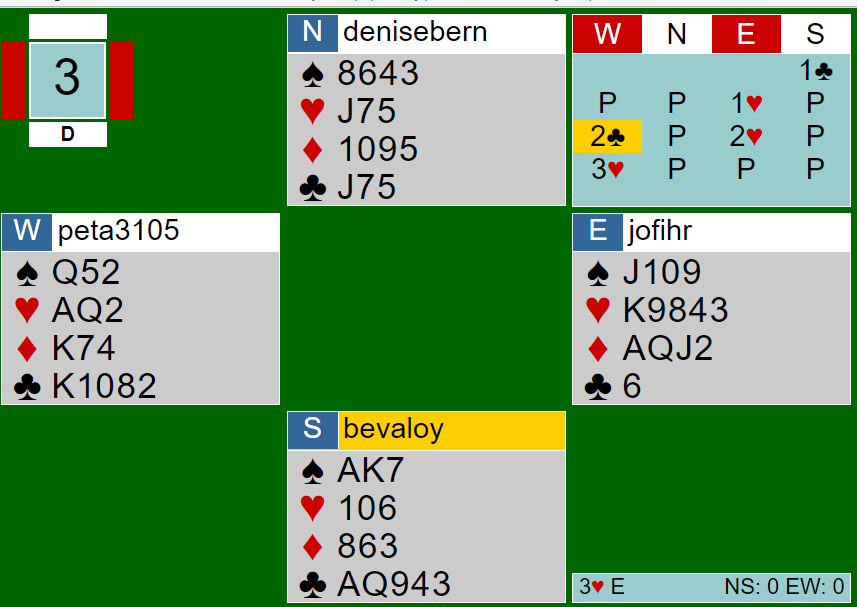 3
D
N denisebern
♠ 8643
♥ J75
♦ 1095
♣ J75
W N E S
1♣
P P 1♥ P
2♣ P 2♥ P
3♥ P P P
W peta3105
♠ Q52
♥ AQ2
♦ K74
♣ K1082
E jofihr
♠ J109
♥ K9843
♦ AQJ2
♣ 6
S bevaloy
♠ AK7
♥ 106
♦ 863
♣ AQ943
3♥ E NS: 0 EW: 0